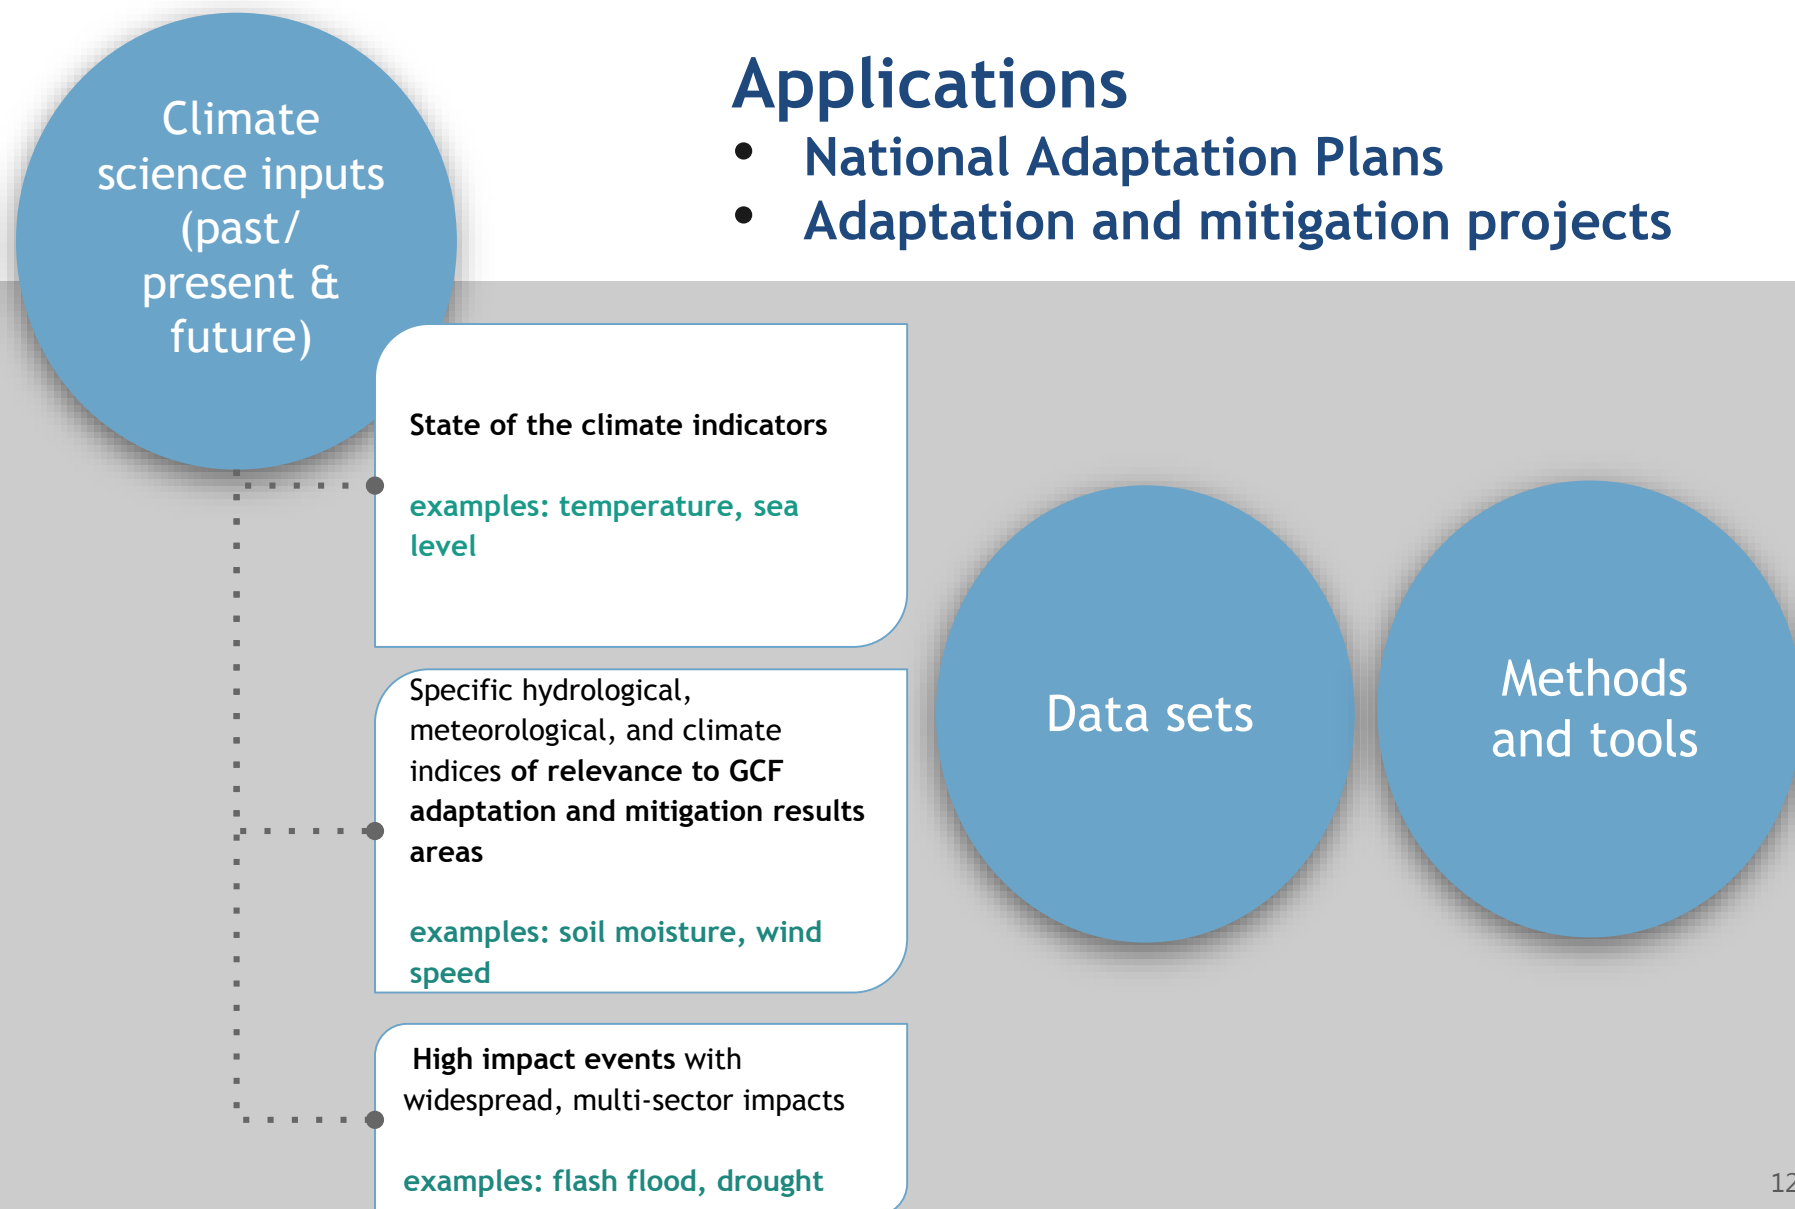 Climate
science inputs
(past/
present &
future)
Applications
• National Adaptation Plans
• Adaptation and mitigation projects
State of the climate indicators
examples: temperature, sea
level
Specific hydrological,
meteorological, and climate
indices of relevance to GCF
adaptation and mitigation results
areas
examples: soil moisture, wind
speed
High impact events with
widespread, multi-sector impacts
examples: flash flood, drought
Data sets
Methods
and tools
12